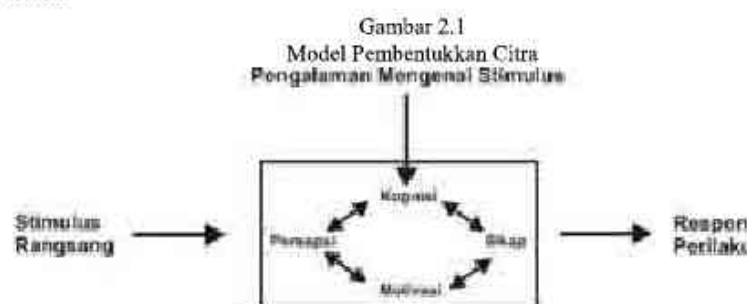 Gambar 2.1
Model Pembentukkan Citra
Pengalaman Mengenai Stimulus
Kognisi
Stimulus
Rangsang
Persepsi
Sikap
Respon
Perilaku
Motivasi